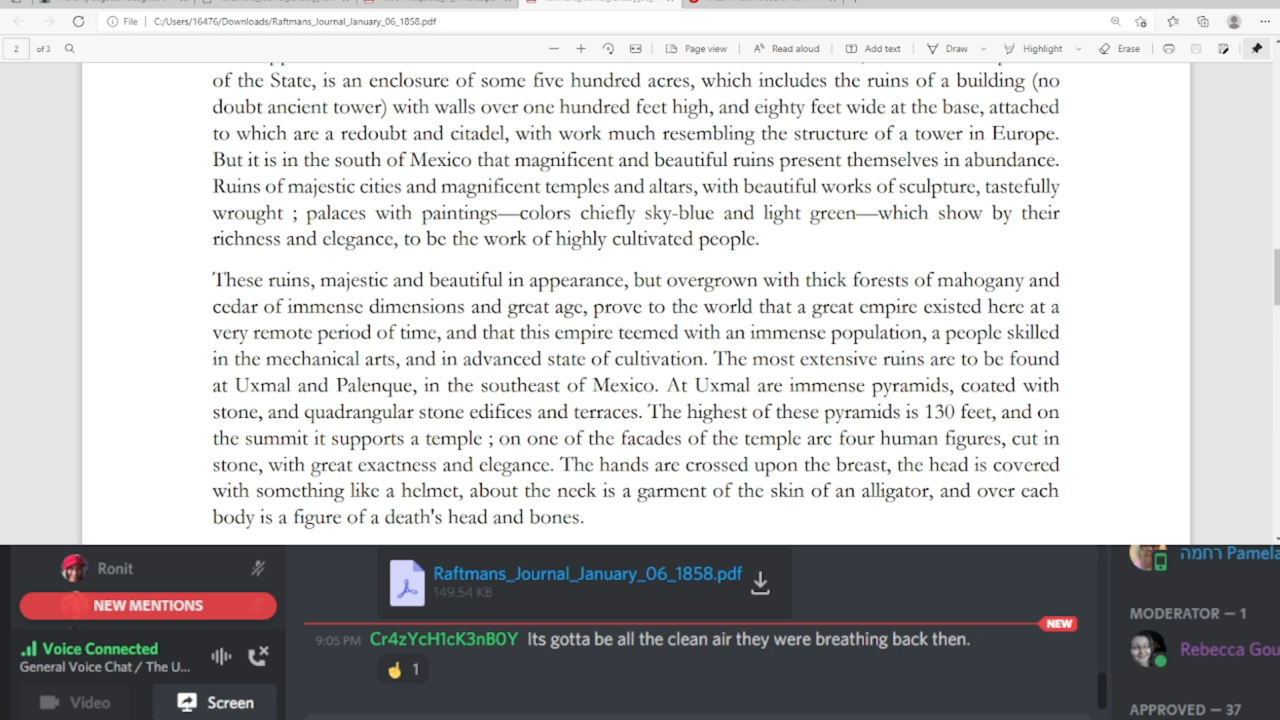 File
C:/Users/16476/Downloads/Raftmans_Journal_January_06_1858.pdf
2 of 3
Page view
Read aloud
Add text
Draw
Highlight
Erase
of the State, is an enclosure of some five hundred acres, which includes the ruins of a building (no
doubt ancient tower) with walls over one hundred feet high, and eighty feet wide at the base, attached
to which are a redoubt and citadel, with work much resembling the structure of a tower in Europe.
But it is in the south of Mexico that magnificent and beautiful ruins present themselves in abundance.
Ruins of majestic cities and magnificent temples and altars, with beautiful works of sculpture, tastefully
wrought ; palaces with paintings—colors chiefly sky-blue and light green—which show by their
richness and elegance, to be the work of highly cultivated people.
These ruins, majestic and beautiful in appearance, but overgrown with thick forests of mahogany and
cedar of immense dimensions and great age, prove to the world that a great empire existed here at a
very remote period of time, and that this empire teemed with an immense population, a people skilled
in the mechanical arts, and in advanced state of cultivation. The most extensive ruins are to be found
at Uxmal and Palenque, in the southeast of Mexico. At Uxmal are immense pyramids, coated with
stone, and quadrangular stone edifices and terraces. The highest of these pyramids is 130 feet, and on
the summit it supports a temple ; on one of the facades of the temple arc four human figures, cut in
stone, with great exactness and elegance. The hands are crossed upon the breast, the head is covered
with something like a helmet, about the neck is a garment of the skin of an alligator, and over each
body is a figure of a death's head and bones.
Ronit
NEW MENTIONS
Voice Connected
General Voice Chat / The U...
Video
Screen
Raftmans_Journal_January_06_1858.pdf
149.54 KB
NEW
9:05 PM Cr4zYcH1cK3nB0Y Its gotta be all the clean air they were breathing back then.
1
רחמה Pamela
MODERATOR — 1
Rebecca Gou
APPROVED — 37